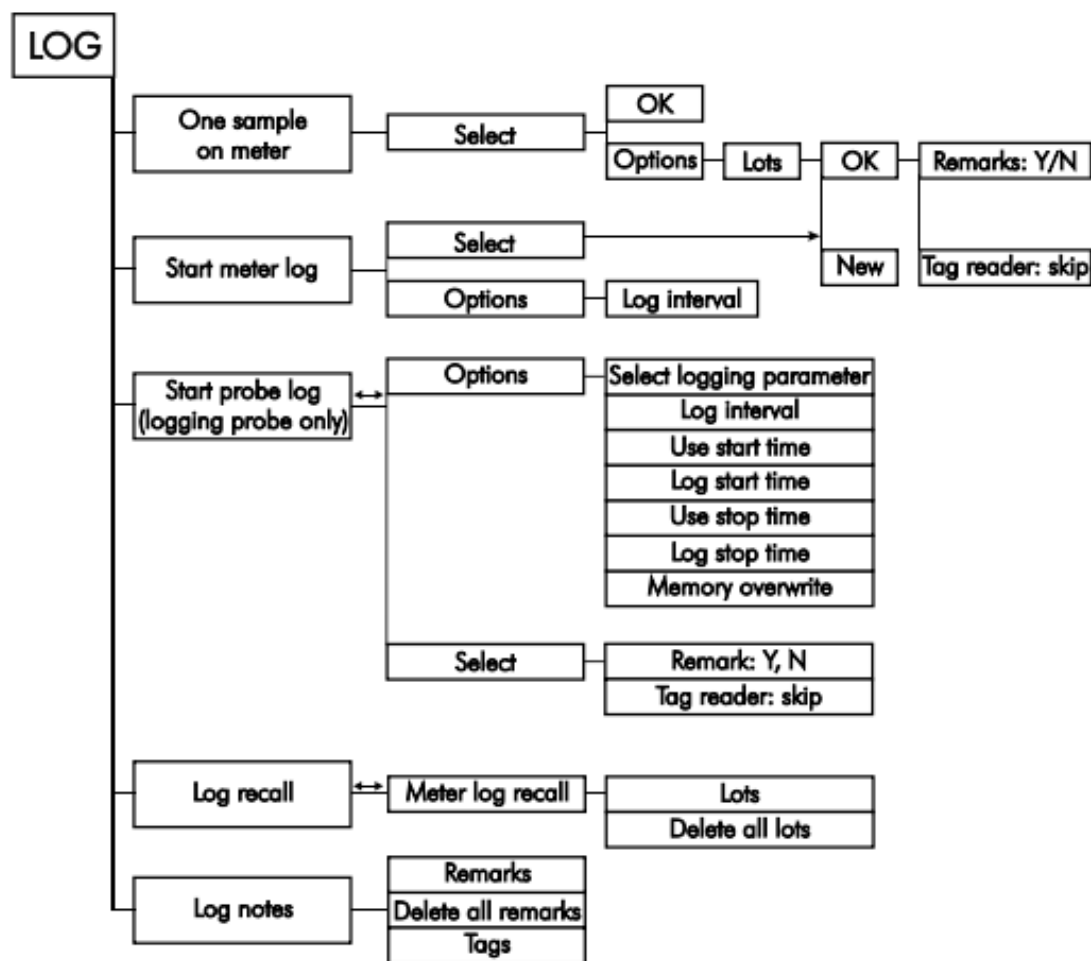 LOG
One sample
on meter
Select
OK
Options
Lots
OK
Remarks: Y/N
New
Tag reader: skip
Start meter log
Select
Options
Log interval
Start probe log
(logging probe only)
Options
Select logging parameter
Log interval
Use start time
Log start time
Use stop time
Log stop time
Memory overwrite
Select
Remark: Y, N
Tag reader: skip
Log recall
Meter log recall
Lots
Delete all lots
Log notes
Remarks
Delete all remarks
Tags